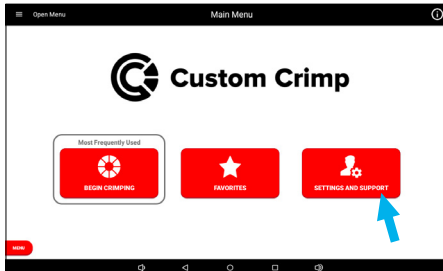 Open Menu
Main Menu
Custom Crimp
Most Frequently Used
BEGIN CRIMPING
FAVORITES
SETTINGS AND SUPPORT
MENU